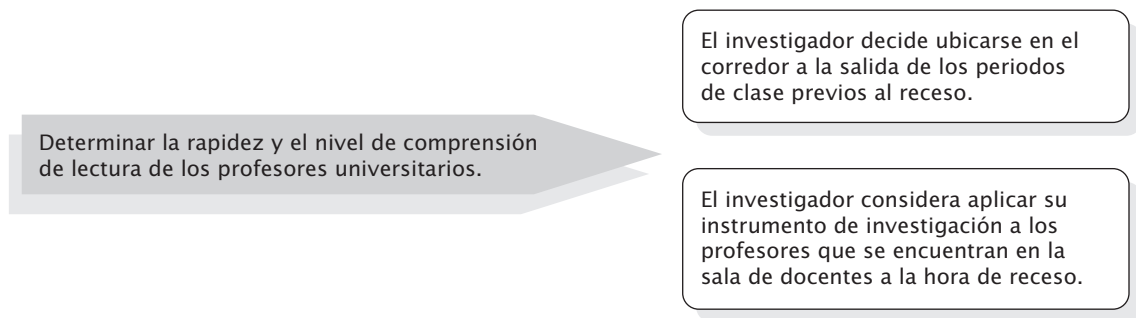 Determinar la rapidez y el nivel de comprensión
de lectura de los profesores universitarios.
El investigador decide ubicarse en el
corredor a la salida de los periodos
de clase previos al receso.
El investigador considera aplicar su
instrumento de investigación a los
profesores que se encuentran en la
sala de docentes a la hora de receso.